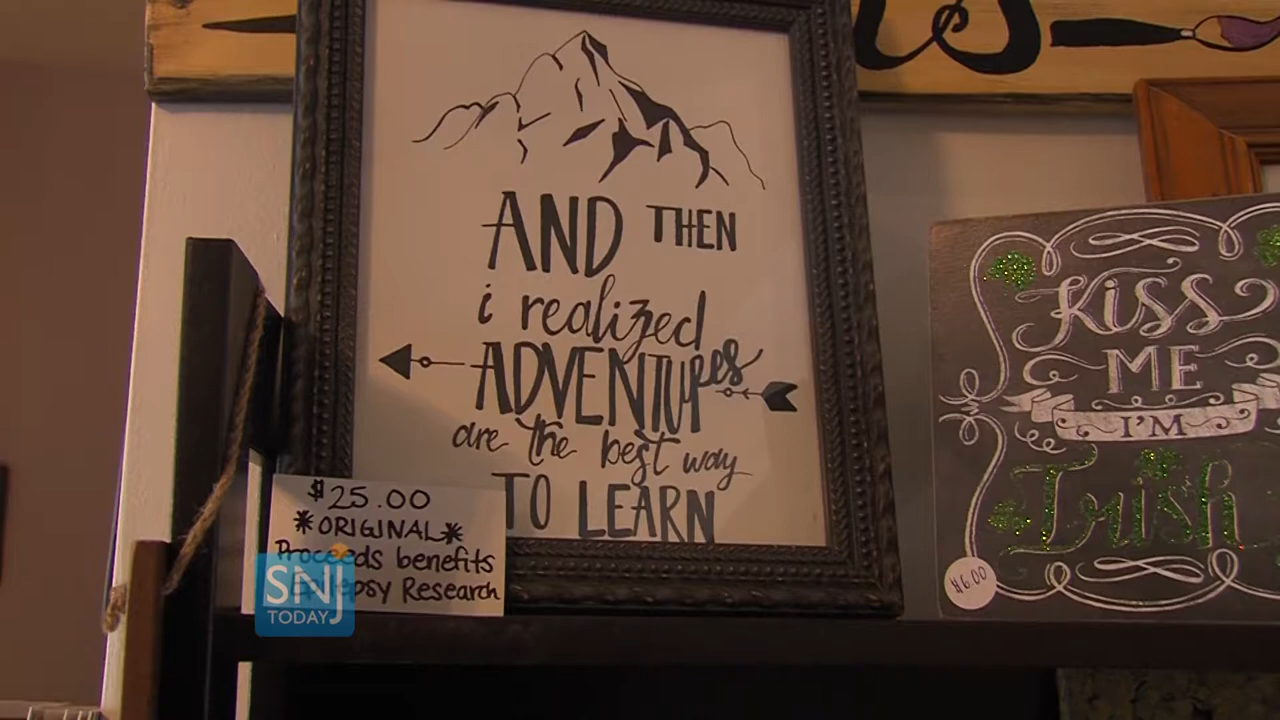 AND THEN
i realized
ADVENTUres
are the best way
TO LEARN
$25.00
*ORIGINAL*
Proceeds benefits
Epilepsy Research
SNJ
TODAY
Kiss
ME
I'M
Irish
$6.00